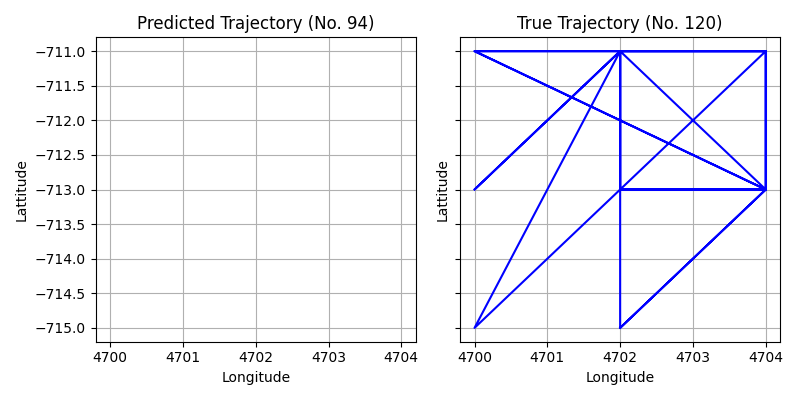 Predicted Trajectory (No. 94)
True Trajectory (No. 120)
Lattitude
−711.0
−711.5
−712.0
−712.5
−713.0
−713.5
−714.0
−714.5
−715.0
4700 4701 4702 4703 4704
Longitude
Lattitude
4700 4701 4702 4703 4704
Longitude